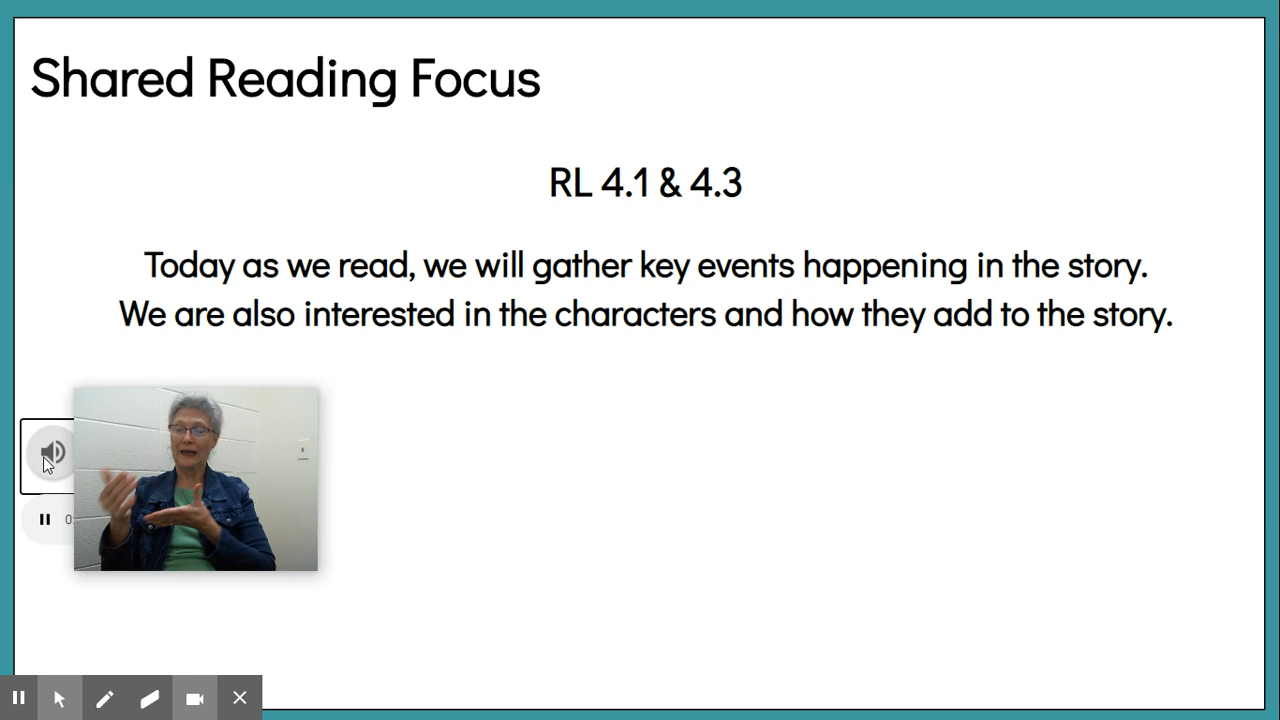 Shared Reading Focus
RL 4.1 & 4.3
Today as we read, we will gather key events happening in the story.
We are also interested in the characters and how they add to the story.
0